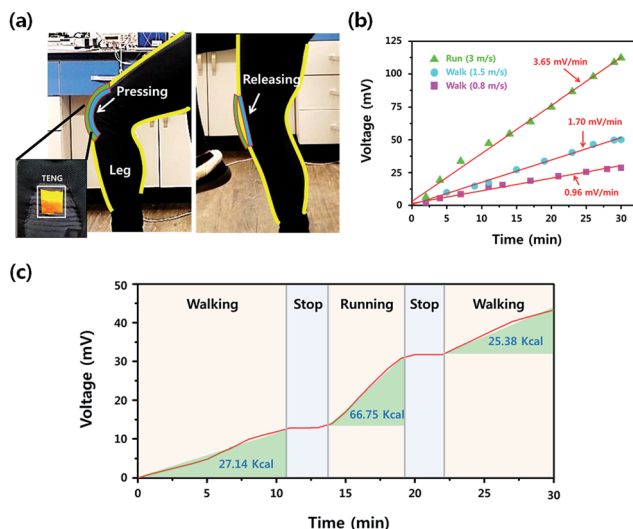 (a)
Pressing
Releasing
Leg
TENG
(b)
Voltage (mV)
125
100
75
50
25
0
Run (3 m/s)
Walk (1.5 m/s)
Walk (0.8 m/s)
3.65 mV/min
1.70 mV/min
0.96 mV/min
0 5 10 15 20 25 30
Time (min)
(c)
Voltage (mV)
50
40
30
20
10
0
Walking Stop Running Stop Walking
27.14 Kcal
66.75 Kcal
25.38 Kcal
0 5 10 15 20 25 30
Time (min)